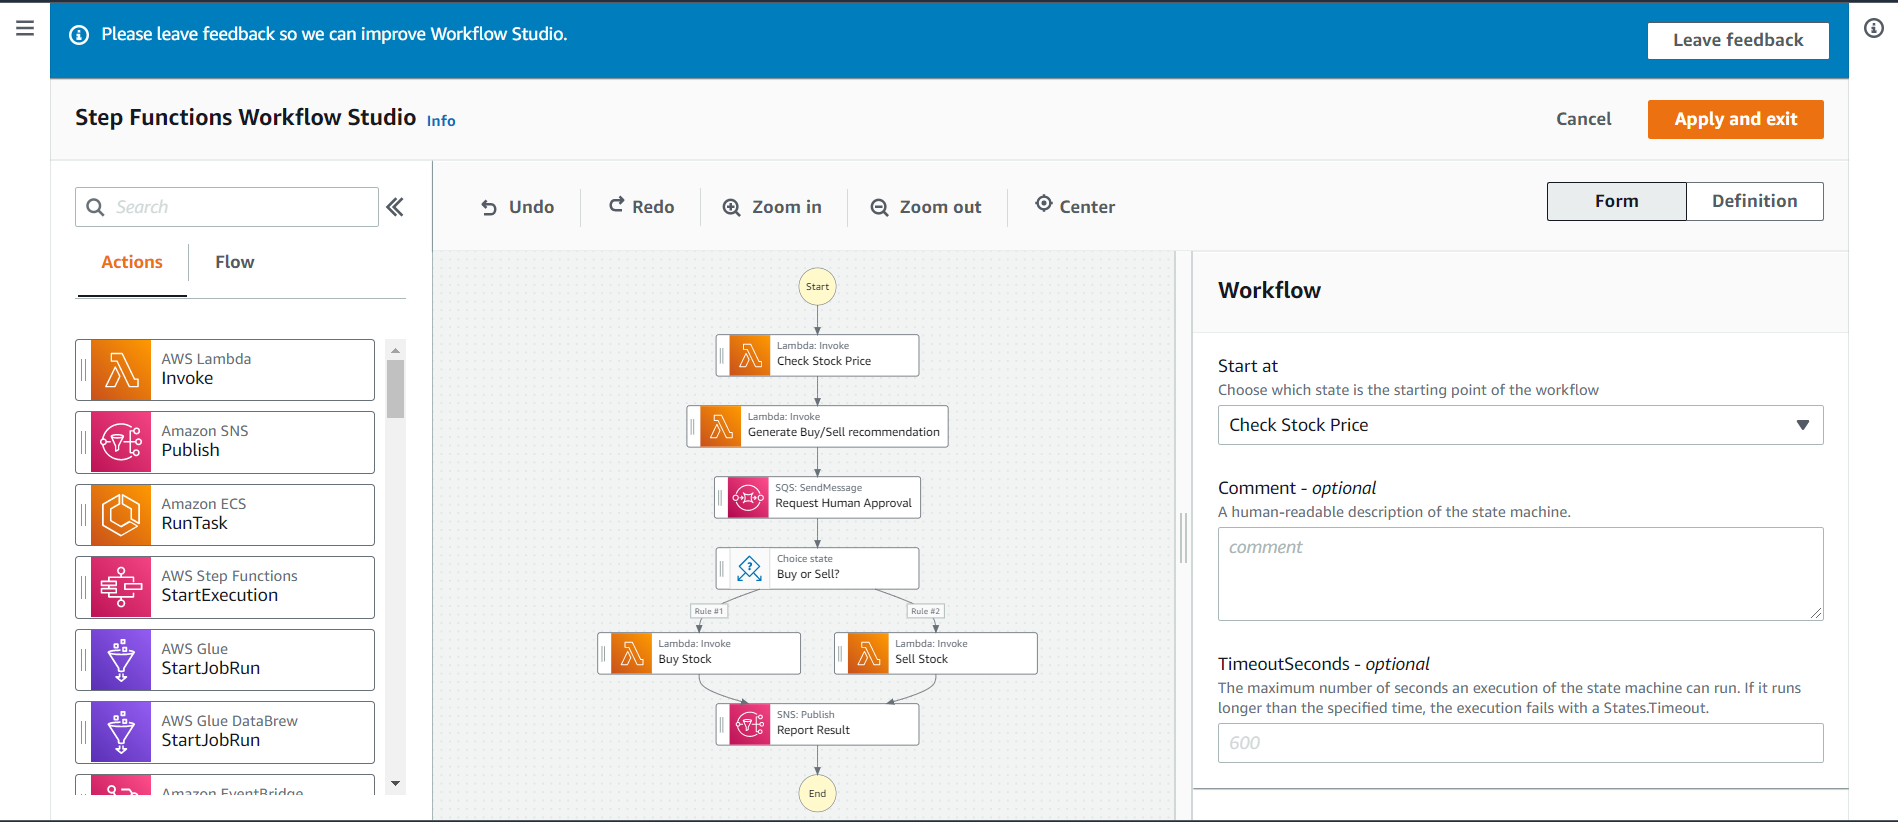 Please leave feedback so we can improve Workflow Studio.
Leave feedback
Step Functions Workflow Studio Info
Cancel
Apply and exit
Search
Undo
Redo
Zoom in
Zoom out
Center
Form
Definition
Actions
Flow
AWS Lambda
Invoke
Amazon SNS
Publish
Amazon ECS
RunTask
AWS Step Functions
StartExecution
AWS Glue
StartJobRun
AWS Glue DataBrew
StartJobRun
Amazon EventBridge
Start
Lambda: Invoke
Check Stock Price
Lambda: Invoke
Generate Buy/Sell recommendation
SQS: SendMessage
Request Human Approval
Choice state
Buy or Sell?
Rule #1
Rule #2
Lambda: Invoke
Buy Stock
Lambda: Invoke
Sell Stock
SNS: Publish
Report Result
End
Workflow
Start at
Choose which state is the starting point of the workflow
Check Stock Price
Comment - optional
A human-readable description of the state machine.
comment
TimeoutSeconds - optional
The maximum number of seconds an execution of the state machine can run. If it runs
longer than the specified time, the execution fails with a States.Timeout.
600